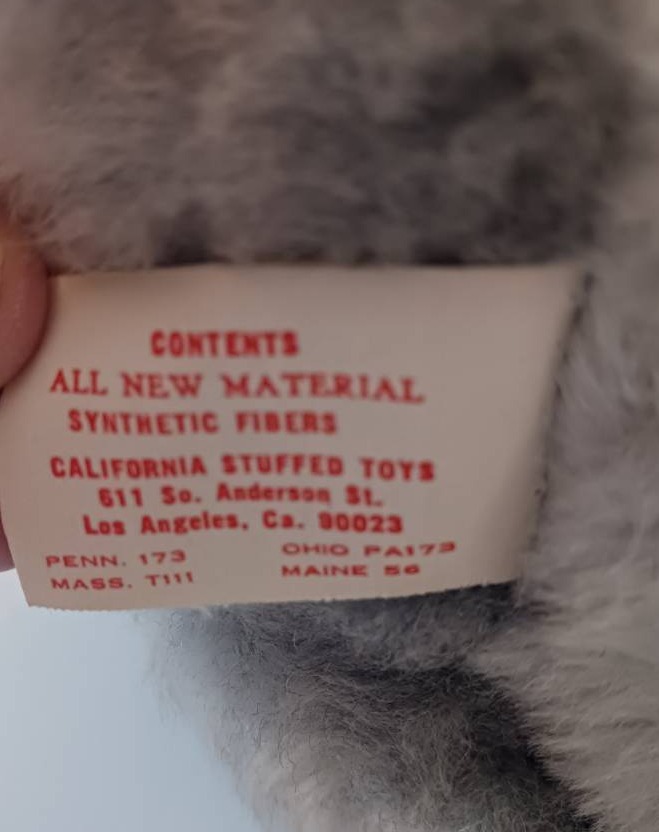 CONTENTS
ALL NEW MATERIAL
SYNTHETIC FIBERS
CALIFORNIA STUFFED TOYS
611 So. Anderson St.
Los Angeles, Ca. 90023
PENN. 173 OHIO PA173
MASS. T111 MAINE 56